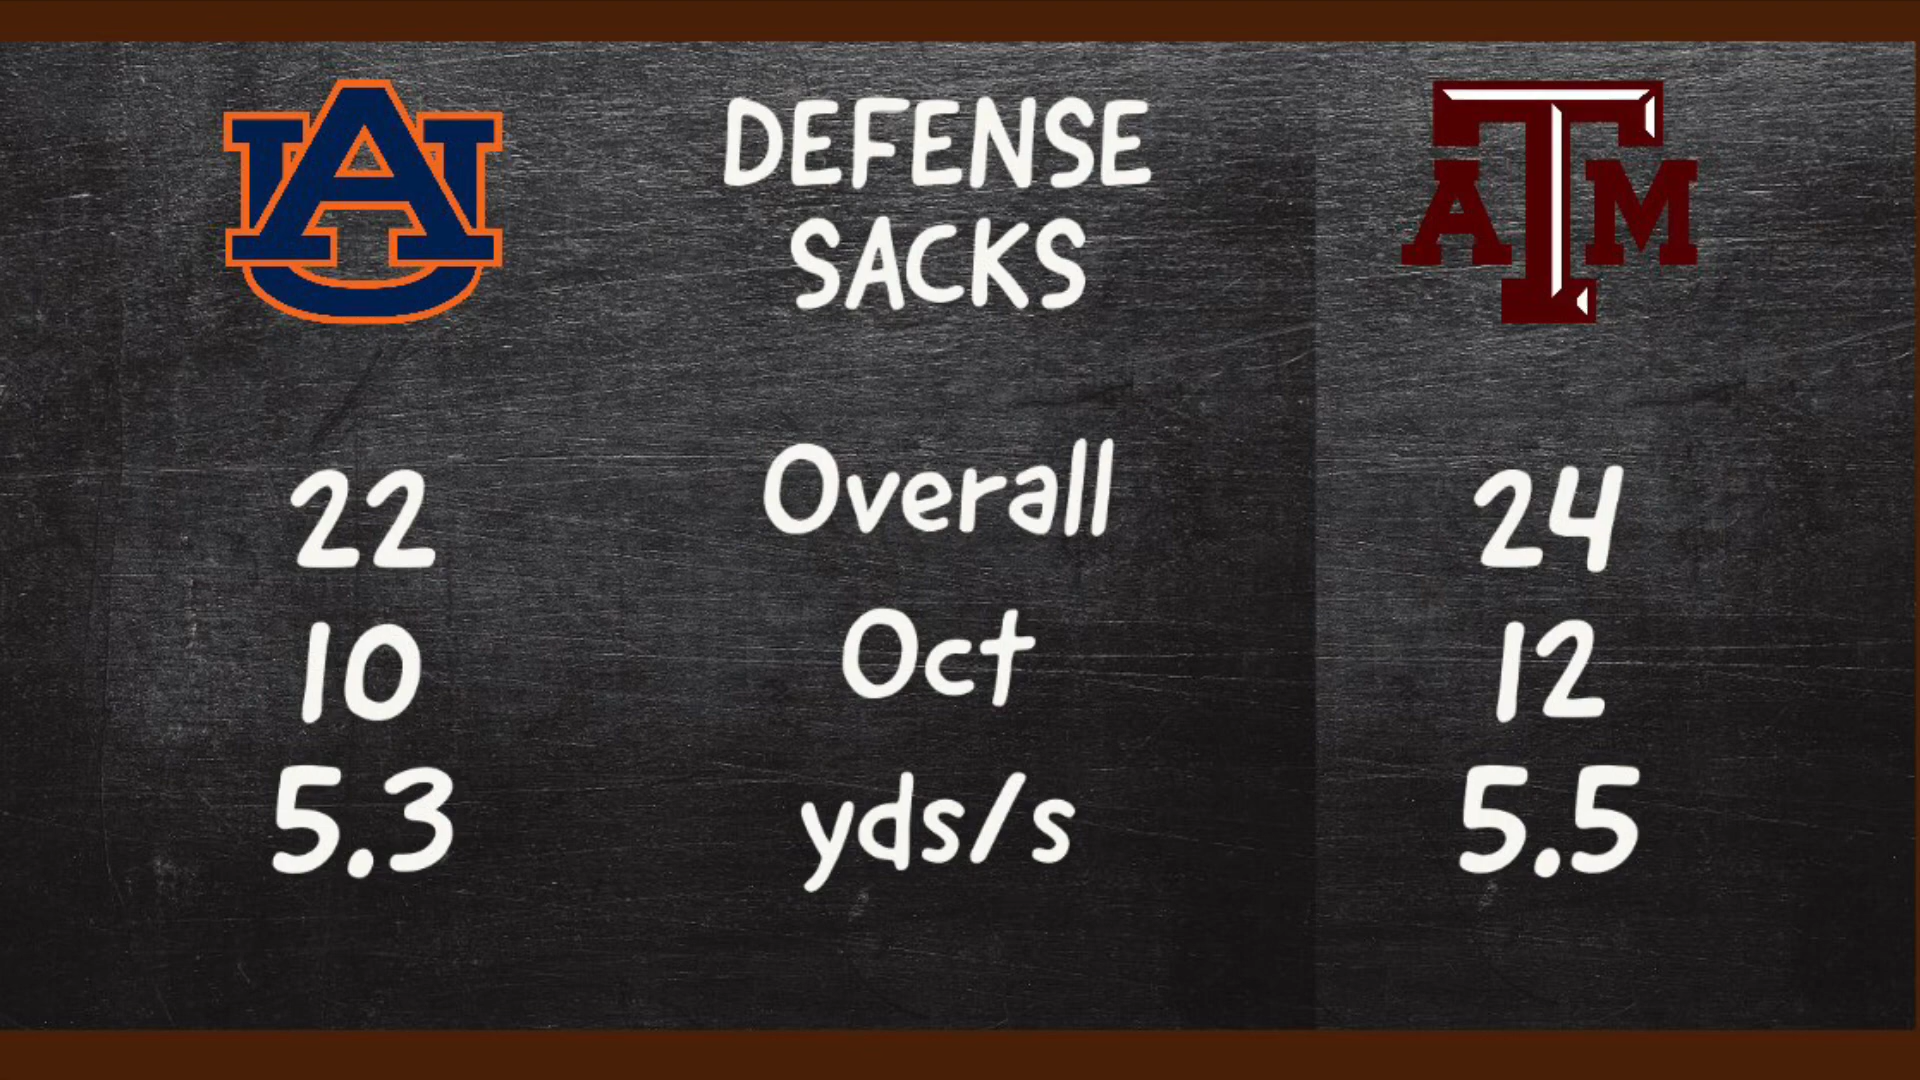 AU
DEFENSE
SACKS
ATM
22 Overall 24
10 Oct 12
5.3 yds/s 5.5